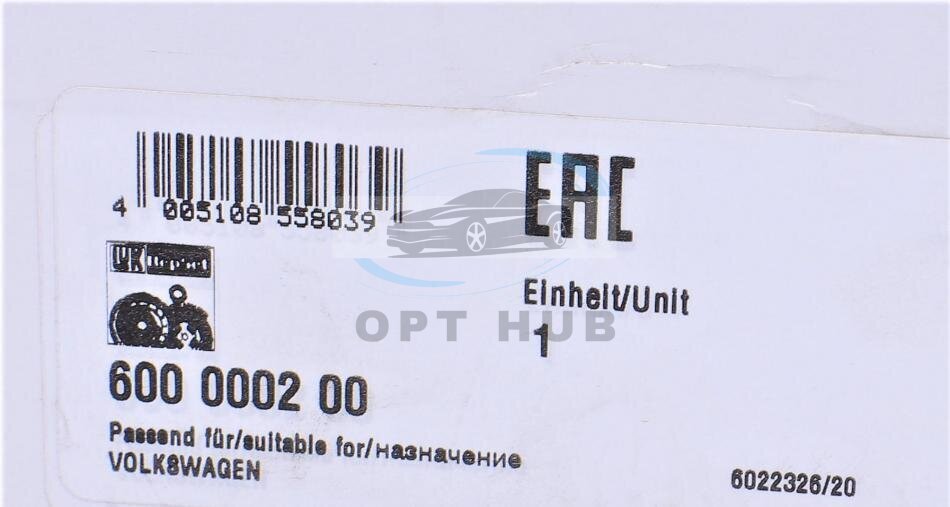 4 005108 558039
EAC
LUK RepSet
Einheit/Unit
1
OPT HUB
600 0002 00
Passend für/suitable for/назначение
VOLKSWAGEN
6022326/20